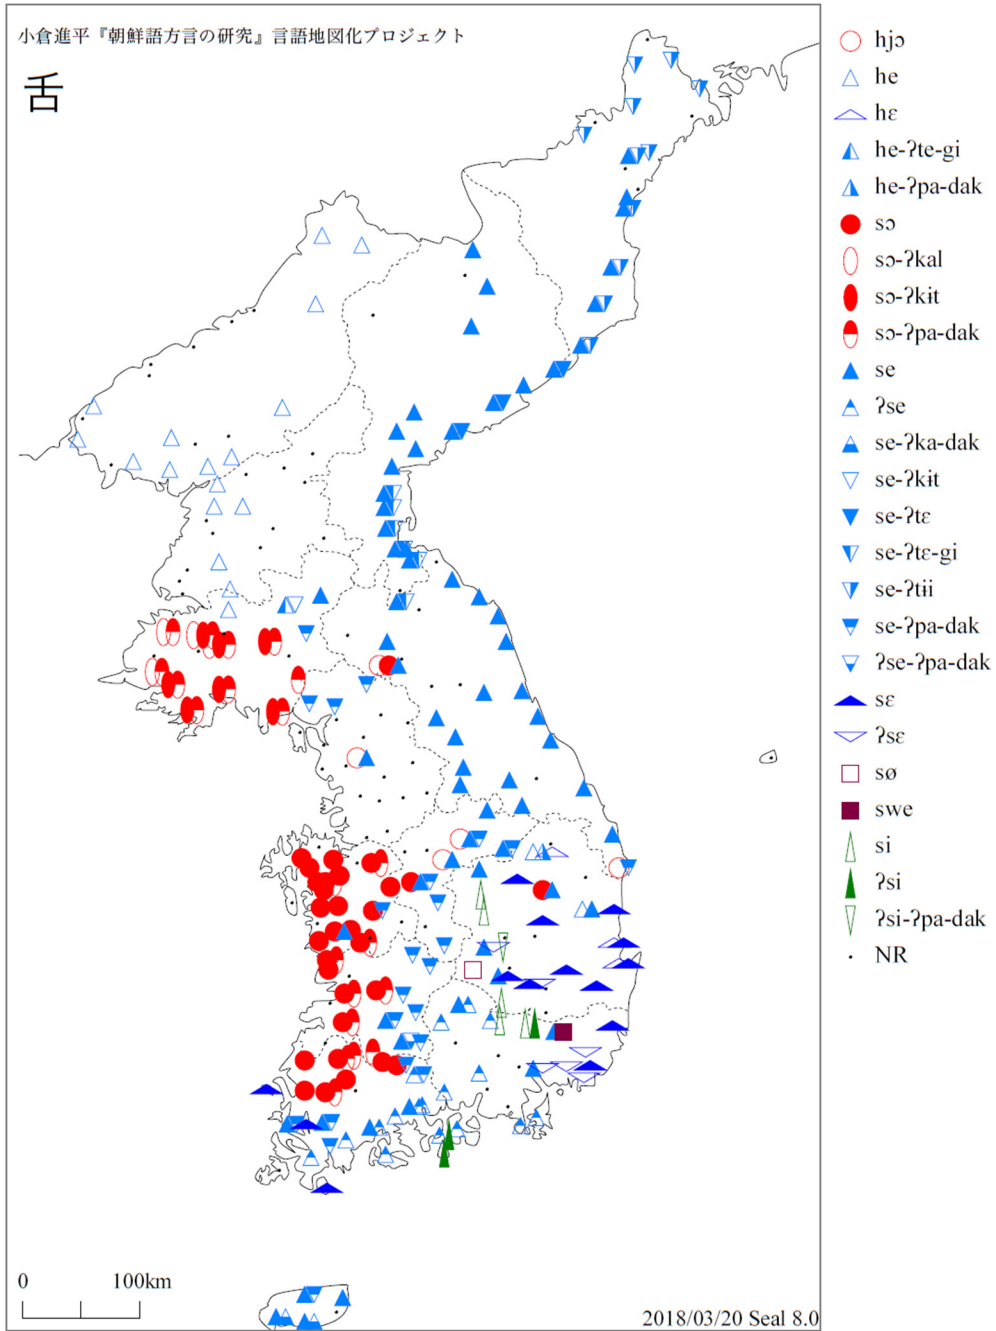 小倉進平『朝鮮語方言の研究』言語地図化プロジェクト
舌
hjɔ
he
hɛ
he-ʔte-gi
he-ʔpa-dak
sɔ
sɔ-ʔkal
sɔ-ʔkɨt
sɔ-ʔpa-dak
se
ʔse
se-ʔka-dak
se-ʔkɨt
se-ʔtɛ
se-ʔtɛ-gi
se-ʔtɨi
se-ʔpa-dak
ʔse-ʔpa-dak
sɛ
ʔsɛ
sø
swe
si
ʔsi
ʔsi-ʔpa-dak
NR
0 100km
2018/03/20 Seal 8.0